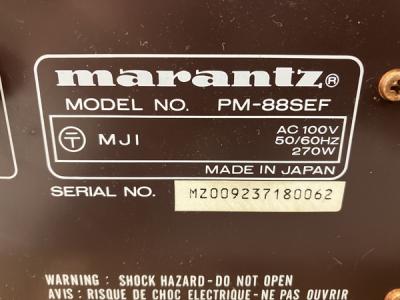 marantz®
MODEL NO. PM-88SEF
Ⓣ MJI
AC 100V
50/60Hz
270W
MADE IN JAPAN
SERIAL NO. MZ009237180062
WARNING : SHOCK HAZARD-DO NOT OPEN
AVIS : RISQUE DE CHOC ELECTRIQUE-NE PAS OUVRIR